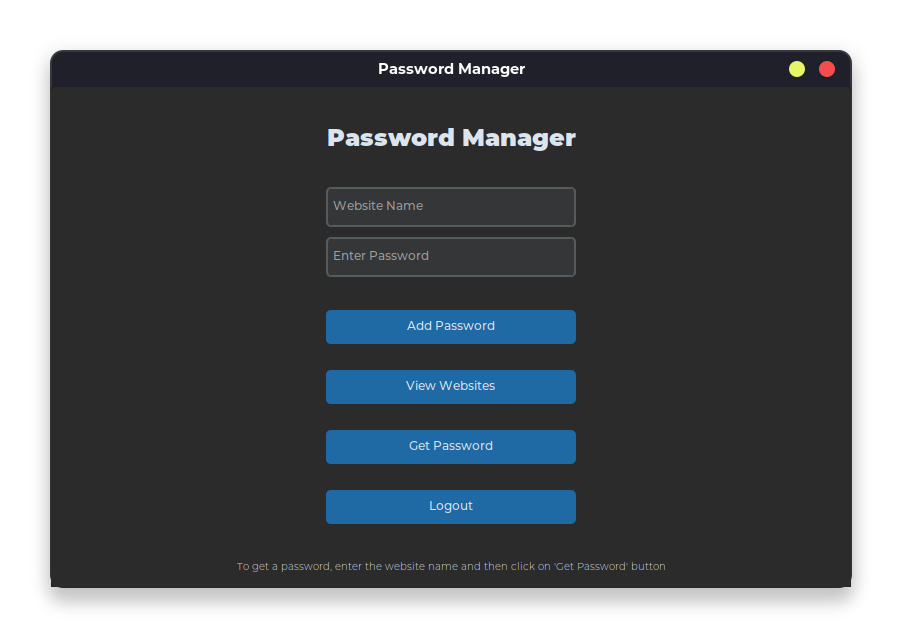 Password Manager
Password Manager
Website Name
Enter Password
Add Password
View Websites
Get Password
Logout
To get a password, enter the website name and then click on 'Get Password' button